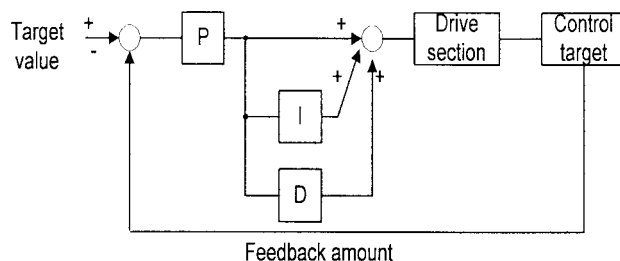 Target
value
+
-
P
+
+
+
I
D
Drive
section
Control
target
Feedback amount